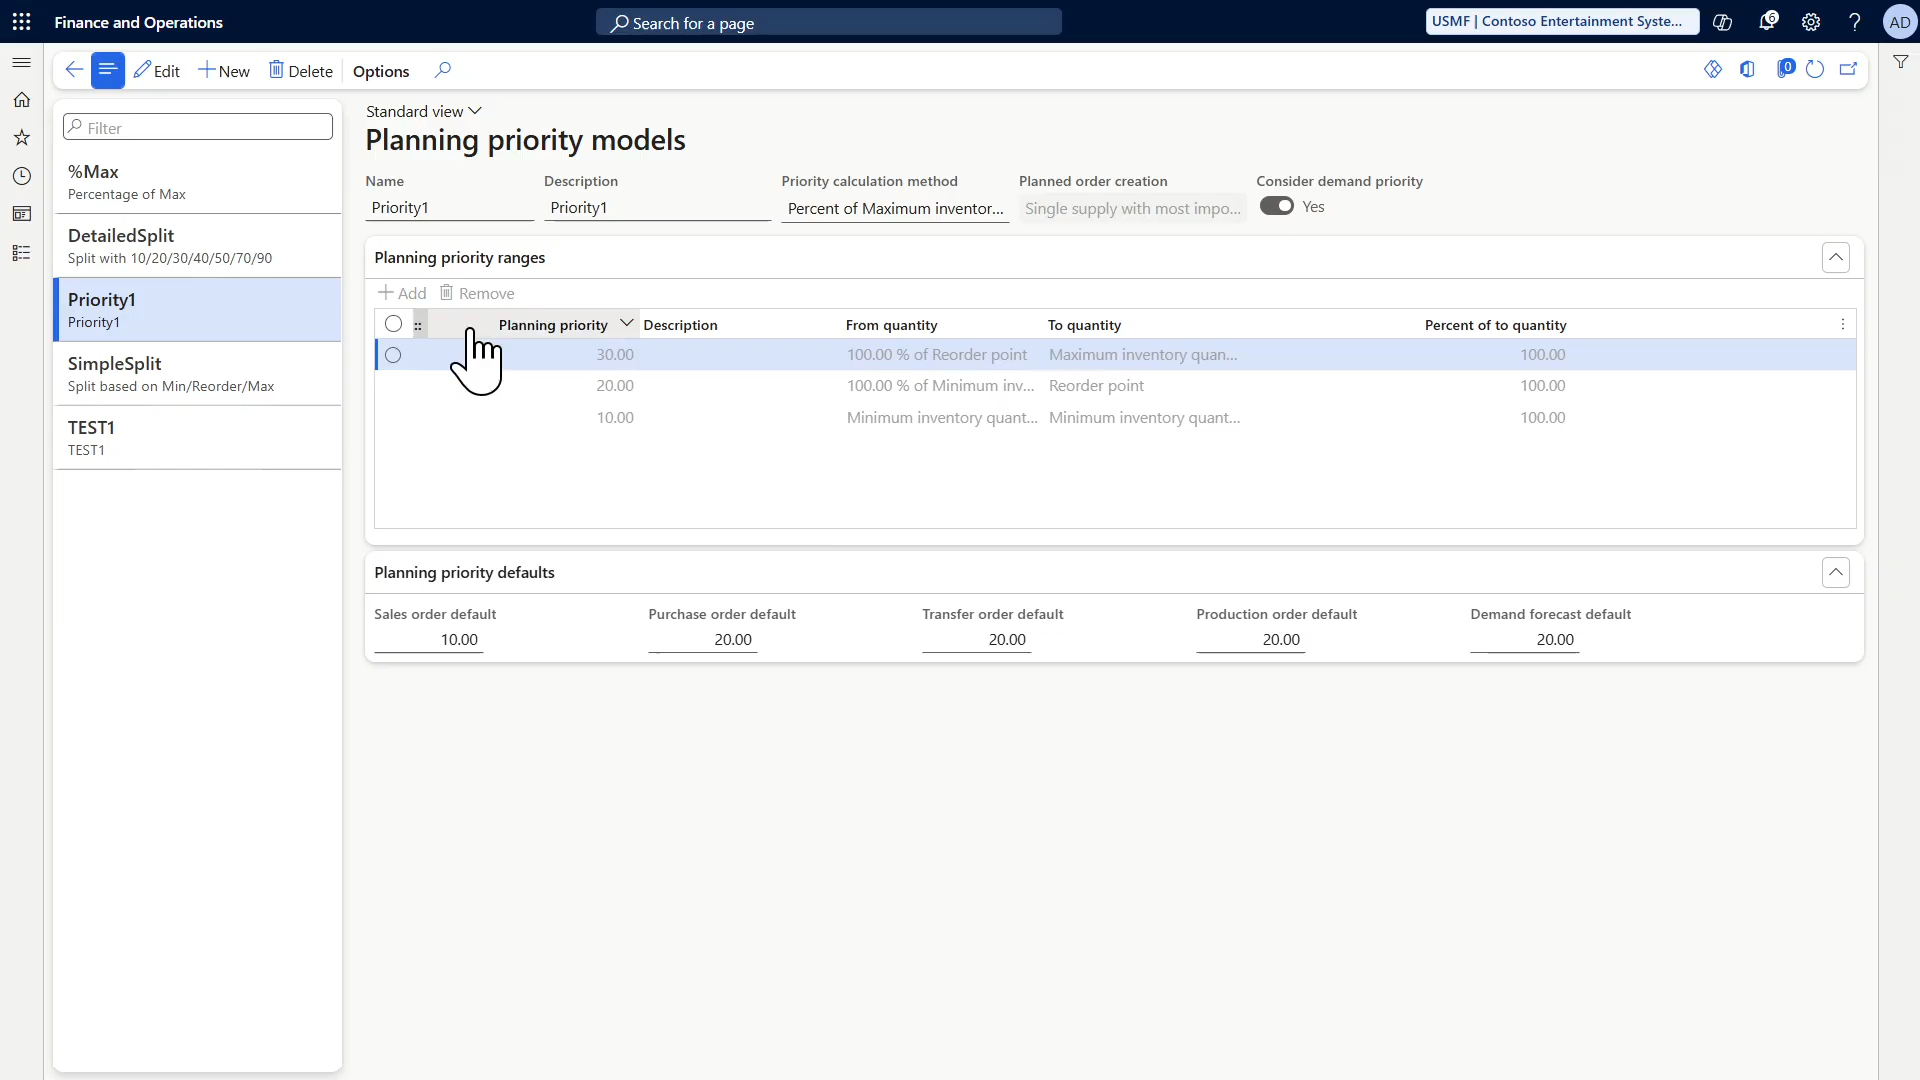 Finance and Operations
Search for a page
USMF | Contoso Entertainment Syste...
6
?
AD
Edit
New
Delete
Options
0
Filter
%Max
Percentage of Max
DetailedSplit
Split with 10/20/30/40/50/70/90
Priority1
Priority1
SimpleSplit
Split based on Min/Reorder/Max
TEST1
TEST1
Standard view
Planning priority models
Name Description Priority calculation method Planned order creation Consider demand priority
Priority1 Priority1 Percent of Maximum inventor... Single supply with most impo... Yes
Planning priority ranges
Add Remove
Planning priority Description From quantity To quantity Percent of to quantity
30.00 100.00 % of Reorder point Maximum inventory quan... 100.00
20.00 100.00 % of Minimum inv... Reorder point 100.00
10.00 Minimum inventory quant... Minimum inventory quant... 100.00
Planning priority defaults
Sales order default Purchase order default Transfer order default Production order default Demand forecast default
10.00 20.00 20.00 20.00 20.00